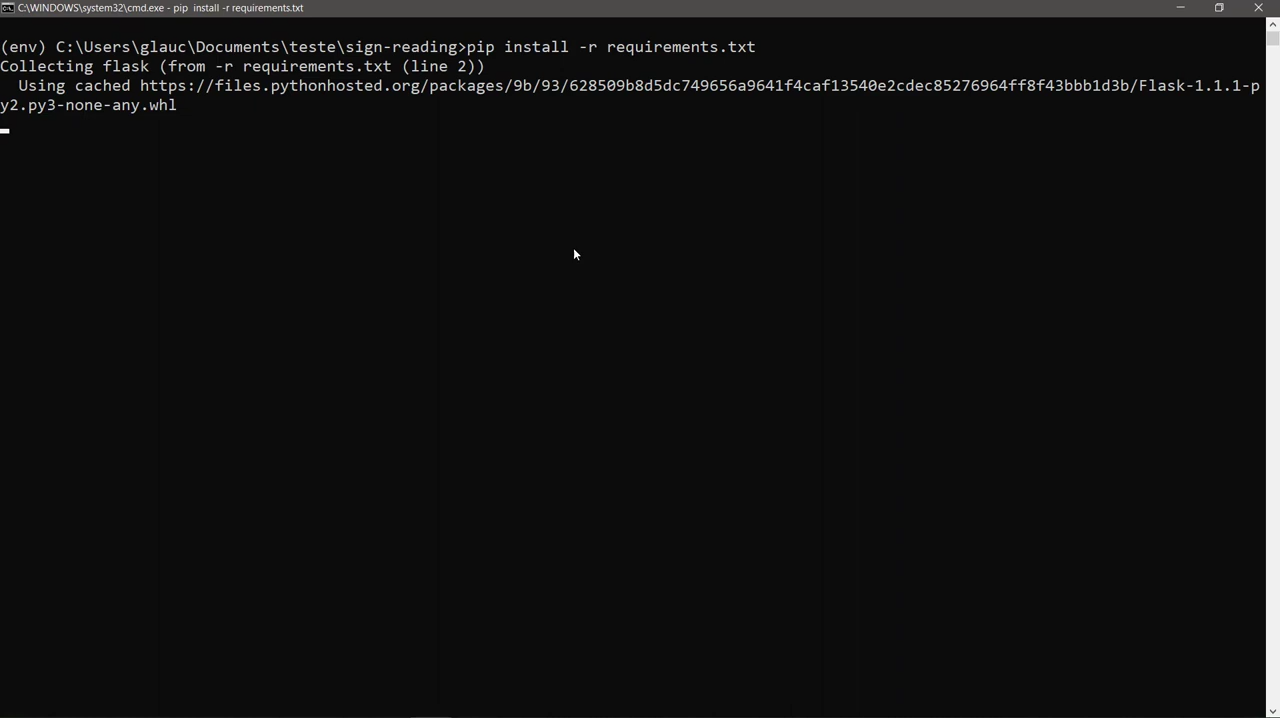 C:\WINDOWS\system32\cmd.exe - pip  install -r requirements.txt
(env) C:\Users\glauc\Documents\teste\sign-reading>pip install -r requirements.txt
Collecting flask (from -r requirements.txt (line 2))
  Using cached https://files.pythonhosted.org/packages/9b/93/628509b8d5dc749656a9641f4caf13540e2cdec85276964ff8f43bbb1d3b/Flask-1.1.1-p
y2.py3-none-any.whl